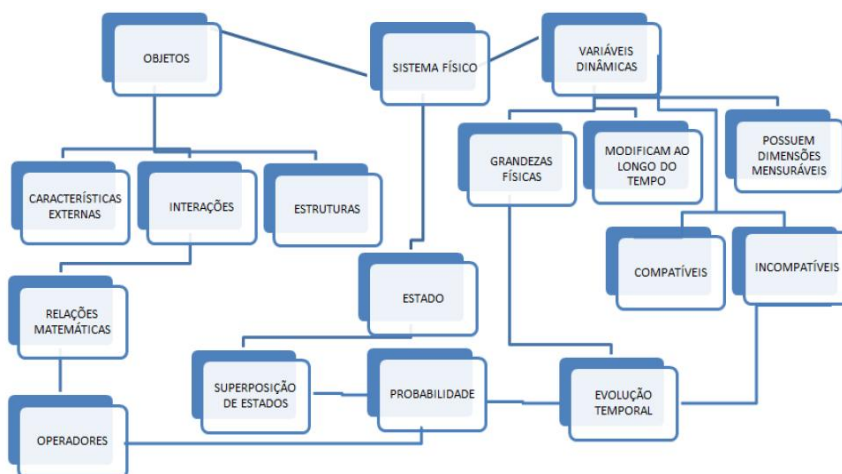 OBJETOS
SISTEMA FÍSICO
VARIÁVEIS
DINÂMICAS
CARACTERÍSTICAS
EXTERNAS
INTERAÇÕES
ESTRUTURAS
GRANDEZAS
FÍSICAS
MODIFICAM AO
LONGO DO
TEMPO
POSSUEM
DIMENSÕES
MENSURÁVEIS
COMPATÍVEIS
INCOMPATÍVEIS
RELAÇÕES
MATEMÁTICAS
ESTADO
SUPERPOSIÇÃO
DE ESTADOS
PROBABILIDADE
EVOLUÇÃO
TEMPORAL
OPERADORES